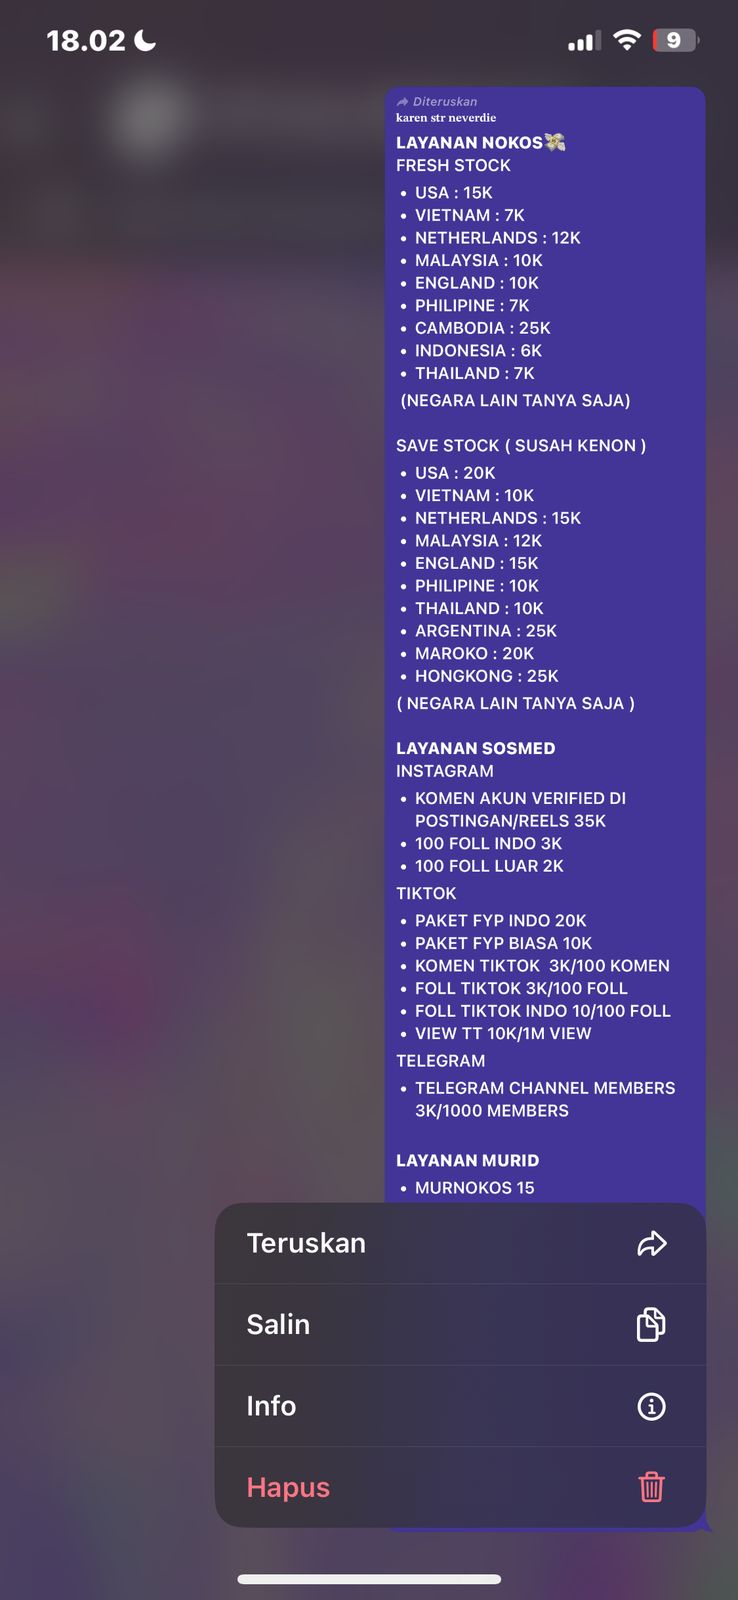 18.02
9
Diteruskan
karen str neverdie
LAYANAN NOKOS💸
FRESH STOCK
• USA : 15K
• VIETNAM : 7K
• NETHERLANDS : 12K
• MALAYSIA : 10K
• ENGLAND : 10K
• PHILIPINE : 7K
• CAMBODIA : 25K
• INDONESIA : 6K
• THAILAND : 7K
(NEGARA LAIN TANYA SAJA)
SAVE STOCK ( SUSAH KENON )
• USA : 20K
• VIETNAM : 10K
• NETHERLANDS : 15K
• MALAYSIA : 12K
• ENGLAND : 15K
• PHILIPINE : 10K
• THAILAND : 10K
• ARGENTINA : 25K
• MAROKO : 20K
• HONGKONG : 25K
( NEGARA LAIN TANYA SAJA )
LAYANAN SOSMED
INSTAGRAM
• KOMEN AKUN VERIFIED DI
POSTINGAN/REELS 35K
• 100 FOLL INDO 3K
• 100 FOLL LUAR 2K
TIKTOK
• PAKET FYP INDO 20K
• PAKET FYP BIASA 10K
• KOMEN TIKTOK  3K/100 KOMEN
• FOLL TIKTOK 3K/100 FOLL
• FOLL TIKTOK INDO 10/100 FOLL
• VIEW TT 10K/1M VIEW
TELEGRAM
• TELEGRAM CHANNEL MEMBERS
3K/1000 MEMBERS
LAYANAN MURID
• MURNOKOS 15
Teruskan
Salin
Info
Hapus